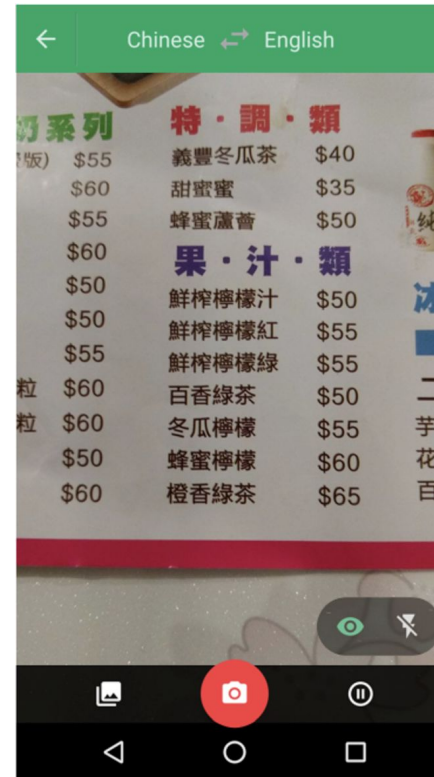 Chinese English
奶系列
版) $55
$60
$55
$60
$50
$50
$55
粒 $60
粒 $60
$50
$60
特·調·類
義豐冬瓜茶 $40
甜蜜蜜 $35
蜂蜜蘆薈 $50
果·汁·類
鮮榨檸檬汁 $50
鮮榨檸檬紅 $55
鮮榨檸檬綠 $55
百香綠茶 $50
冬瓜檸檬 $55
蜂蜜檸檬 $60
橙香綠茶 $65
純
冰
二
芋
花
百